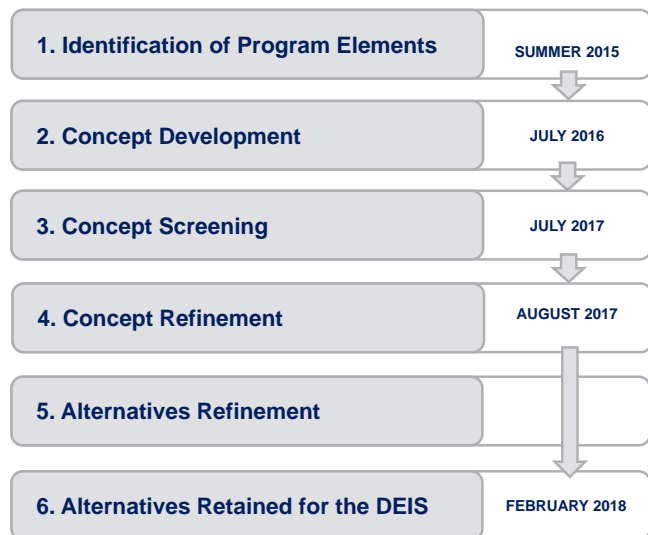 1. Identification of Program Elements
SUMMER 2015
2. Concept Development
JULY 2016
3. Concept Screening
JULY 2017
4. Concept Refinement
AUGUST 2017
5. Alternatives Refinement
6. Alternatives Retained for the DEIS
FEBRUARY 2018